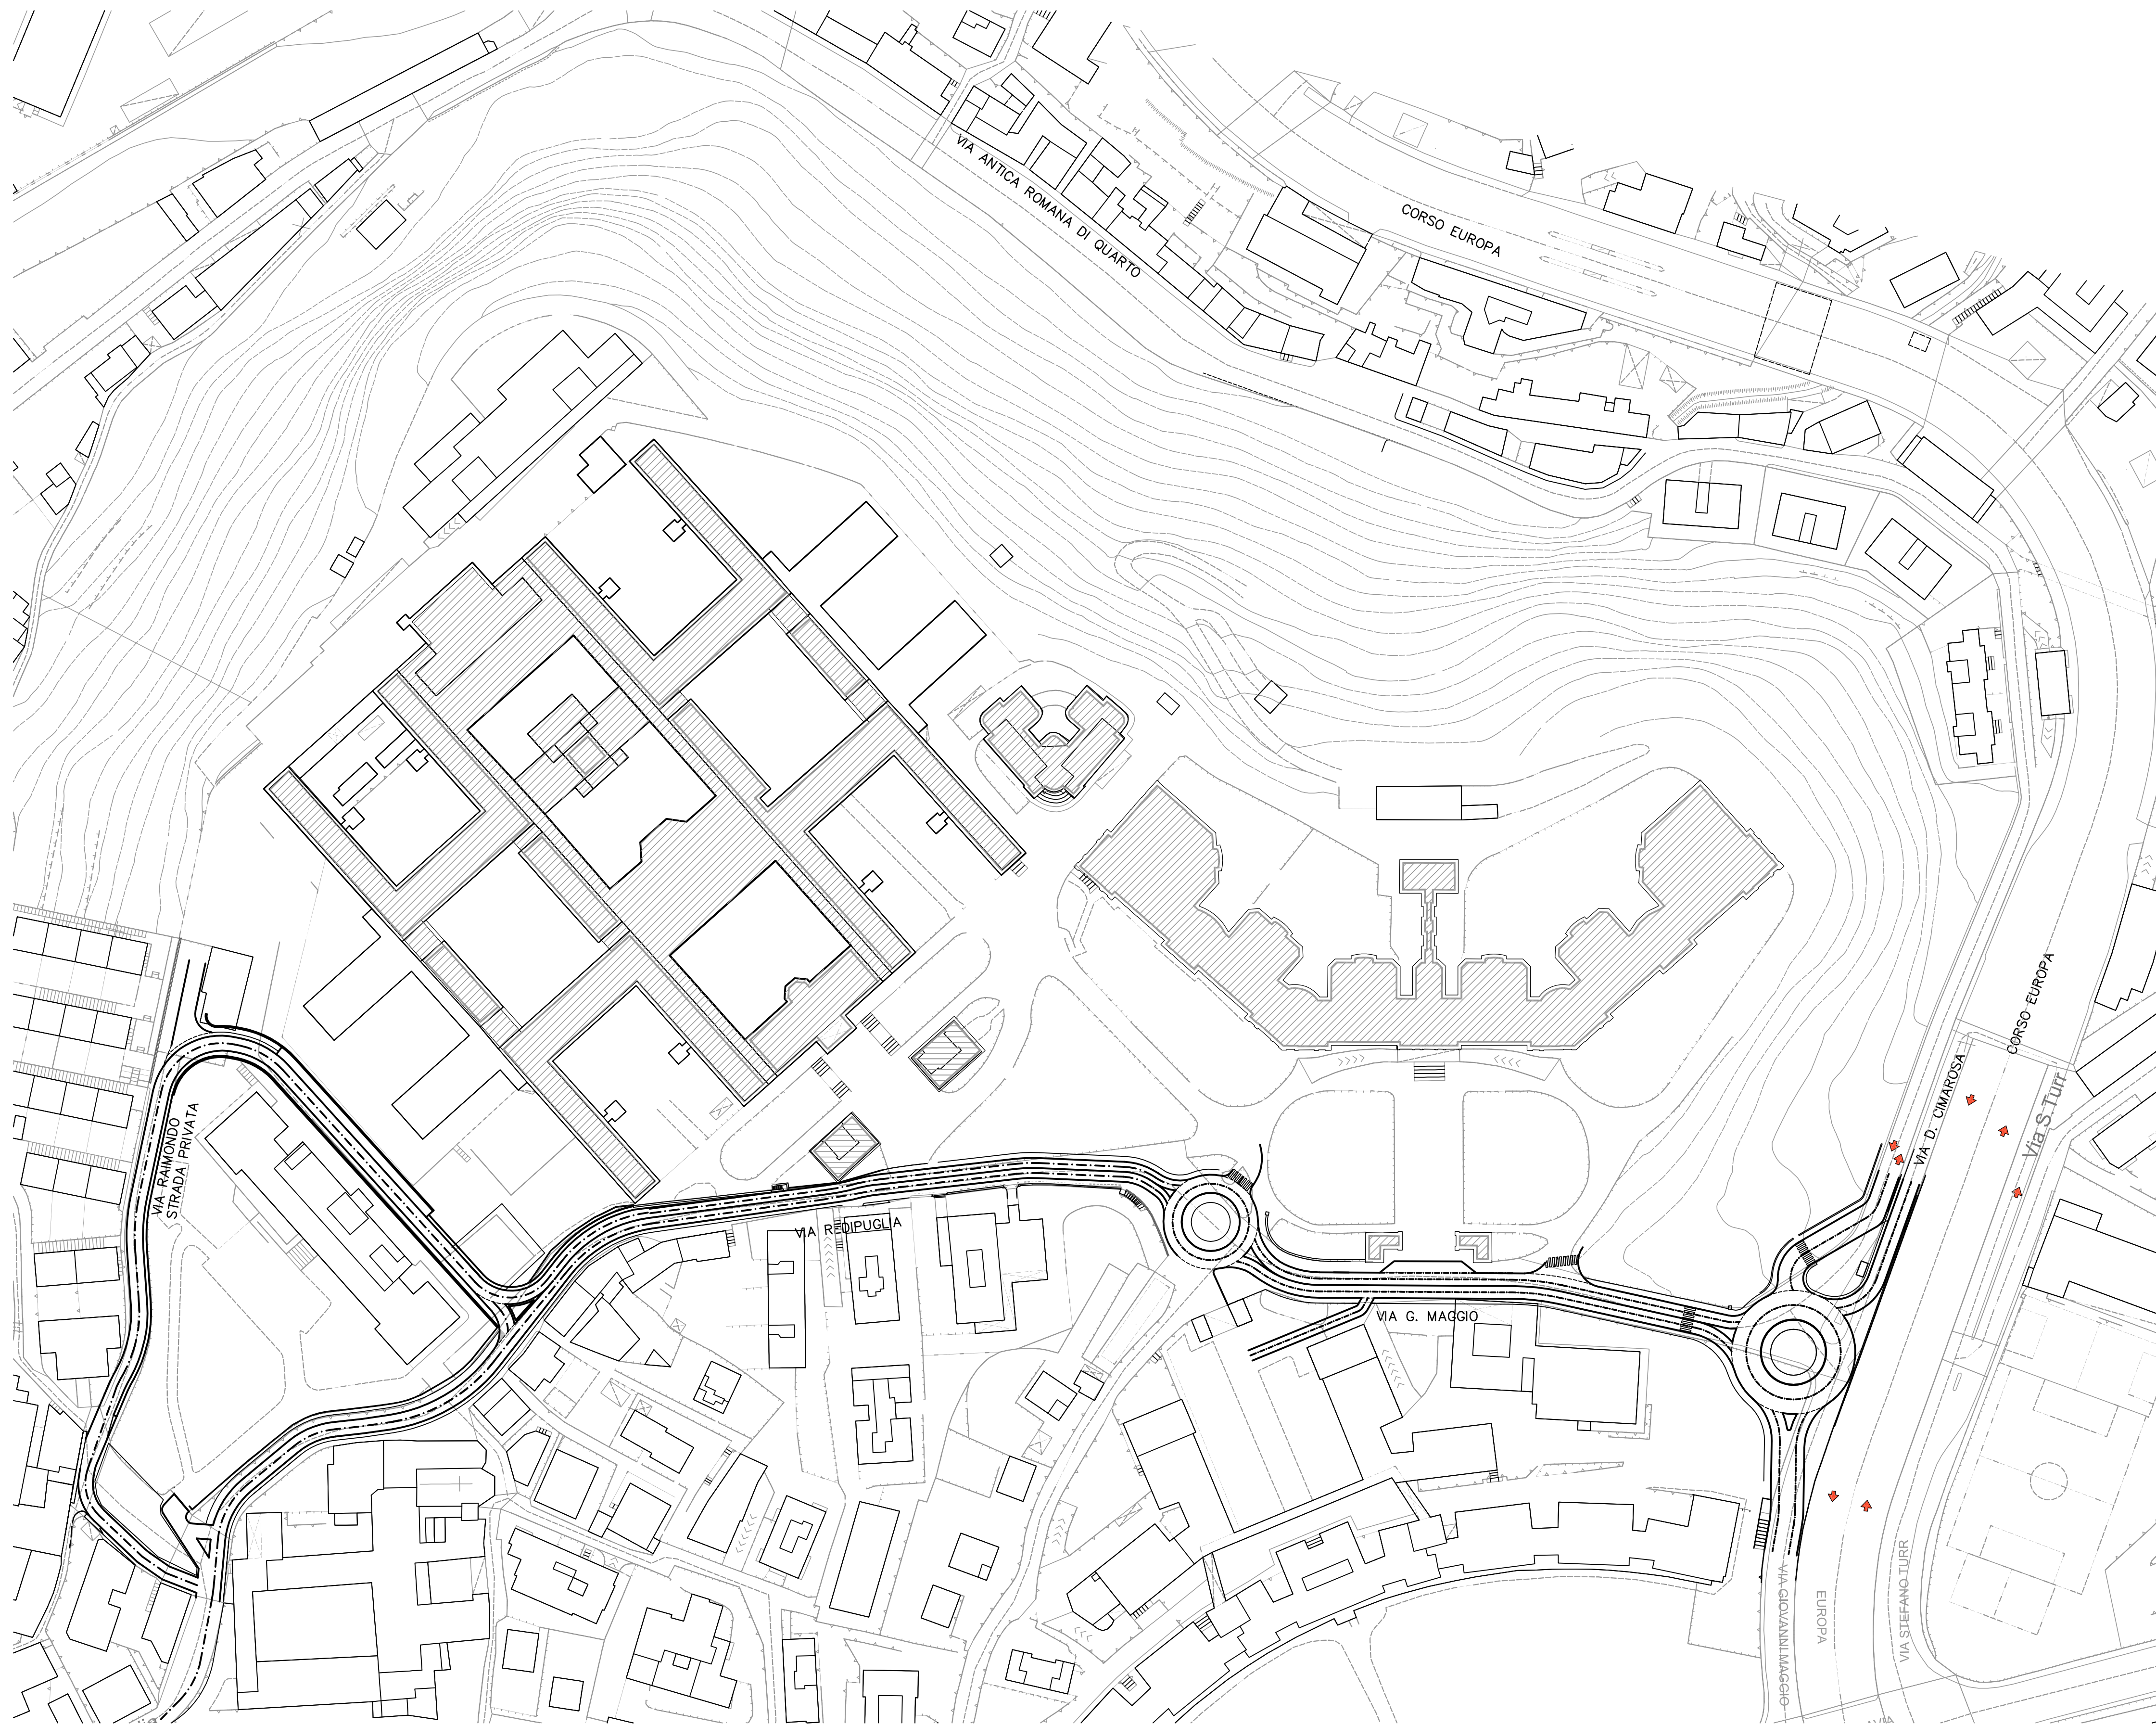 VIA ANTICA ROMANA DI QUARTO
CORSO EUROPA
CORSO EUROPA
VIA D. CIMAROSA
Via S.Turr
VIA RAIMONDO
STRADA PRIVATA
VIA REDIPUGLIA
VIA G. MAGGIO
VIA GIOVANNI MAGGIO
EUROPA
VIA STEFANO TURR
VIA